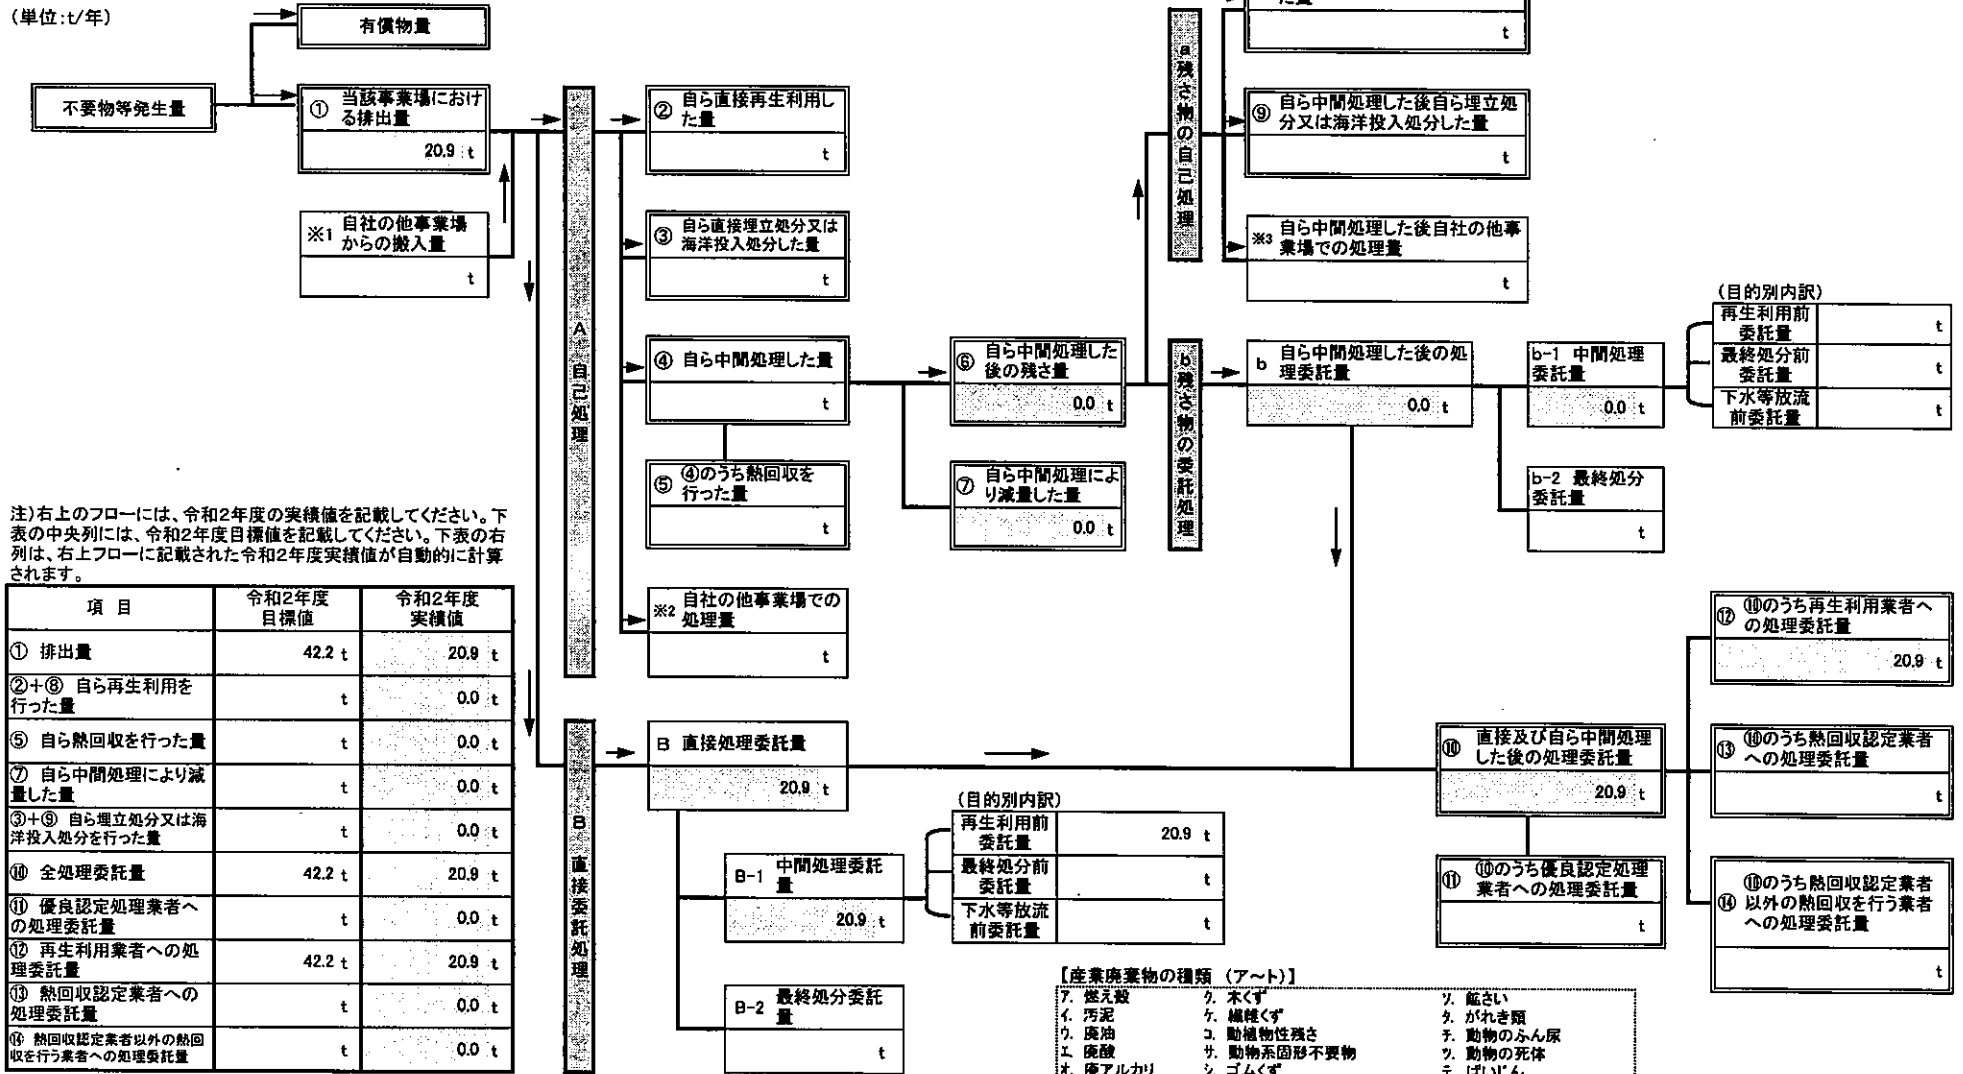 (単位:t/年)
有償物量
不要物等発生量
① 当該事業場におけ
る排出量
20.9 t
※1 自社の他事業場
からの搬入量
t
A 自己処理
② 自ら直接再生利用し
た量
t
③ 自ら直接埋立処分又は
海洋投入処分した量
t
④ 自ら中間処理した量
t
⑤ ④のうち熱回収を
行った量
t
※2 自社の他事業場での
処理量
t
⑥ 自ら中間処理した
後の残さ量
0.0 t
⑦ 自ら中間処理によ
り減量した量
0.0 t
a 残さ物の自己処理
た量
t
⑨ 自ら中間処理した後自ら埋立処
分又は海洋投入処分した量
t
※3 自ら中間処理した後自社の他事
業場での処理量
t
b 残さ物の委託処理
b 自ら中間処理した後の処
理委託量
0.0 t
b-1 中間処理
委託量
0.0 t
(目的別内訳)
再生利用前
委託量 t
最終処分前
委託量 t
下水等放流
前委託量 t
b-2 最終処分
委託量
t
注)右上のフローには、令和2年度の実績値を記載してください。下
表の中央列には、令和2年度目標値を記載してください。下表の右
列は、右上フローに記載された令和2年度実績値が自動的に計算
されます。
項 目 令和2年度 目標値 令和2年度 実績値
① 排出量 42.2 t 20.9 t
②+⑧ 自ら再生利用を
行った量 t 0.0 t
⑤ 自ら熱回収を行った量 t 0.0 t
⑦ 自ら中間処理により減
量した量 t 0.0 t
③+⑨ 自ら埋立処分又は海
洋投入処分を行った量 t 0.0 t
⑩ 全処理委託量 42.2 t 20.9 t
⑪ 優良認定処理業者へ
の処理委託量 t 0.0 t
⑫ 再生利用業者への処
理委託量 42.2 t 20.9 t
⑬ 熱回収認定業者への
処理委託量 t 0.0 t
⑭ 熱回収認定業者以外の熱回
収を行う業者への処理委託量 t 0.0 t
B 直接委託処理
B 直接処理委託量
20.9 t
B-1 中間処理委託
量
20.9 t
(目的別内訳)
再生利用前
委託量 20.9 t
最終処分前
委託量 t
下水等放流
前委託量 t
B-2 最終処分委託
量
t
⑩ 直接及び自ら中間処理
した後の処理委託量
20.9 t
⑪ ⑩のうち優良認定処理
業者への処理委託量
t
⑫ ⑩のうち再生利用業者へ
の処理委託量
20.9 t
⑬ ⑩のうち熱回収認定業者
への処理委託量
t
⑭ ⑩のうち熱回収認定業者
以外の熱回収を行う業者
への処理委託量
t
【産業廃棄物の種類 (ア~ト)】
ア. 燃え殻 ク. 木くず ソ. 鉱さい
イ. 汚泥 ケ. 繊維くず タ. がれき類
ウ. 廃油 コ. 動植物性残さ チ. 動物のふん尿
エ. 廃酸 サ. 動物系固形不要物 ツ. 動物の死体
オ. 廃アルカリ シ. ゴムくず テ. ばいじん